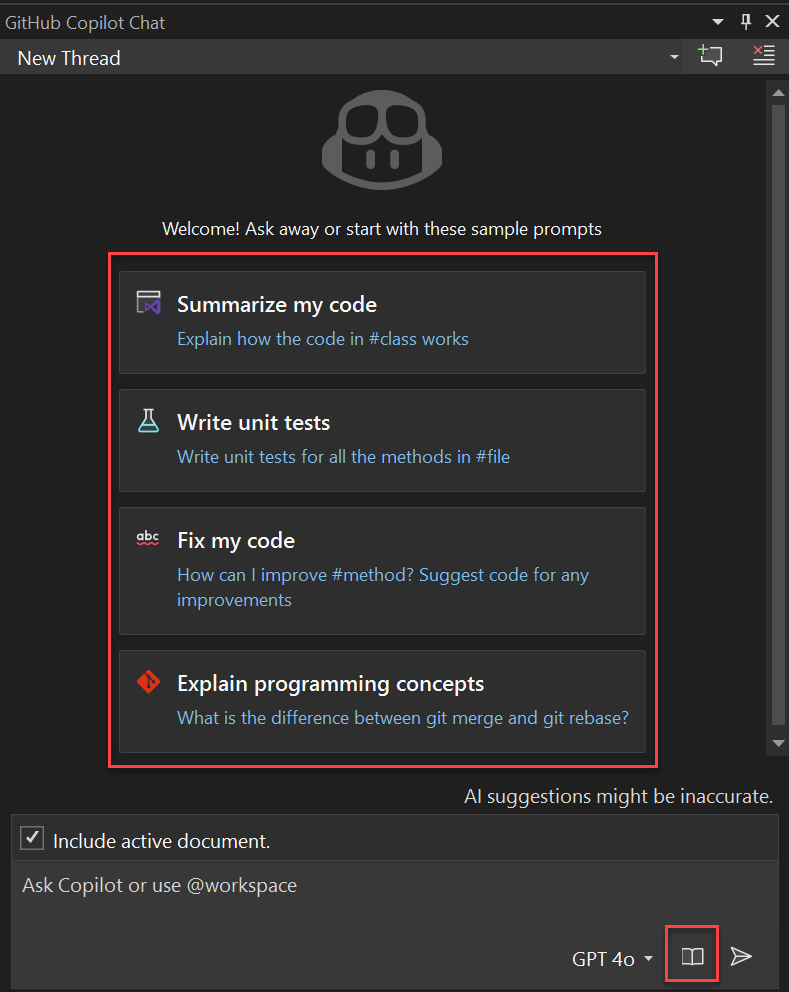 GitHub Copilot Chat
New Thread
Welcome! Ask away or start with these sample prompts
Summarize my code
Explain how the code in #class works
Write unit tests
Write unit tests for all the methods in #file
abc
Fix my code
How can I improve #method? Suggest code for any
improvements
Explain programming concepts
What is the difference between git merge and git rebase?
AI suggestions might be inaccurate.
Include active document.
Ask Copilot or use @workspace
GPT 4o